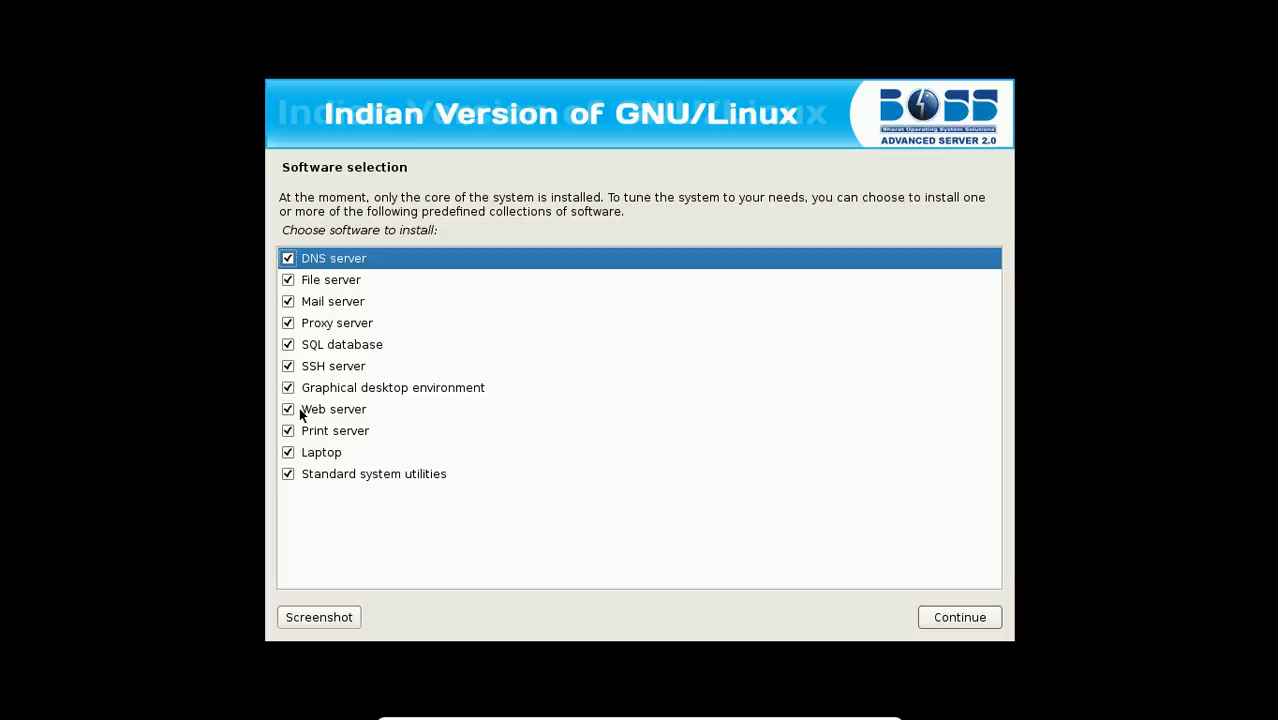 Indian Version of GNU/Linux
BOSS
Bharat Operating System Solutions
ADVANCED SERVER 2.0
Software selection
At the moment, only the core of the system is installed. To tune the system to your needs, you can choose to install one
or more of the following predefined collections of software.
Choose software to install:
DNS server
File server
Mail server
Proxy server
SQL database
SSH server
Graphical desktop environment
Web server
Print server
Laptop
Standard system utilities
Screenshot
Continue